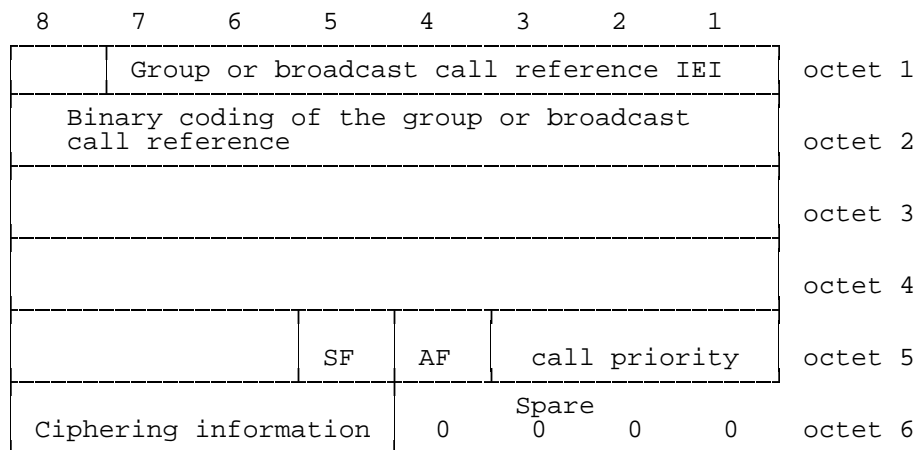 8 7 6 5 4 3 2 1
Group or broadcast call reference IEI octet 1
Binary coding of the group or broadcast
call reference octet 2
octet 3
octet 4
SF AF call priority octet 5
Spare
Ciphering information 0 0 0 0 octet 6